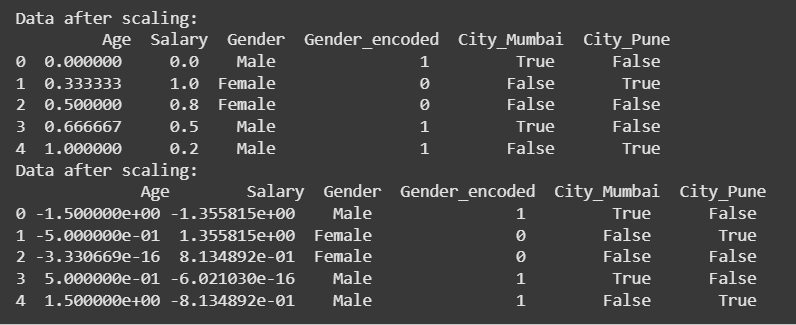 Data after scaling:
Age Salary Gender Gender_encoded City_Mumbai City_Pune
0 0.000000 0.0 Male 1 True False
1 0.333333 1.0 Female 0 False True
2 0.500000 0.8 Female 0 False False
3 0.666667 0.5 Male 1 True False
4 1.000000 0.2 Male 1 False True
Data after scaling:
Age Salary Gender Gender_encoded City_Mumbai City_Pune
0 -1.500000e+00 -1.355815e+00 Male 1 True False
1 -5.000000e-01 1.355815e+00 Female 0 False True
2 -3.330669e-16 8.134892e-01 Female 0 False False
3 5.000000e-01 -6.021030e-16 Male 1 True False
4 1.500000e+00 -8.134892e-01 Male 1 False True